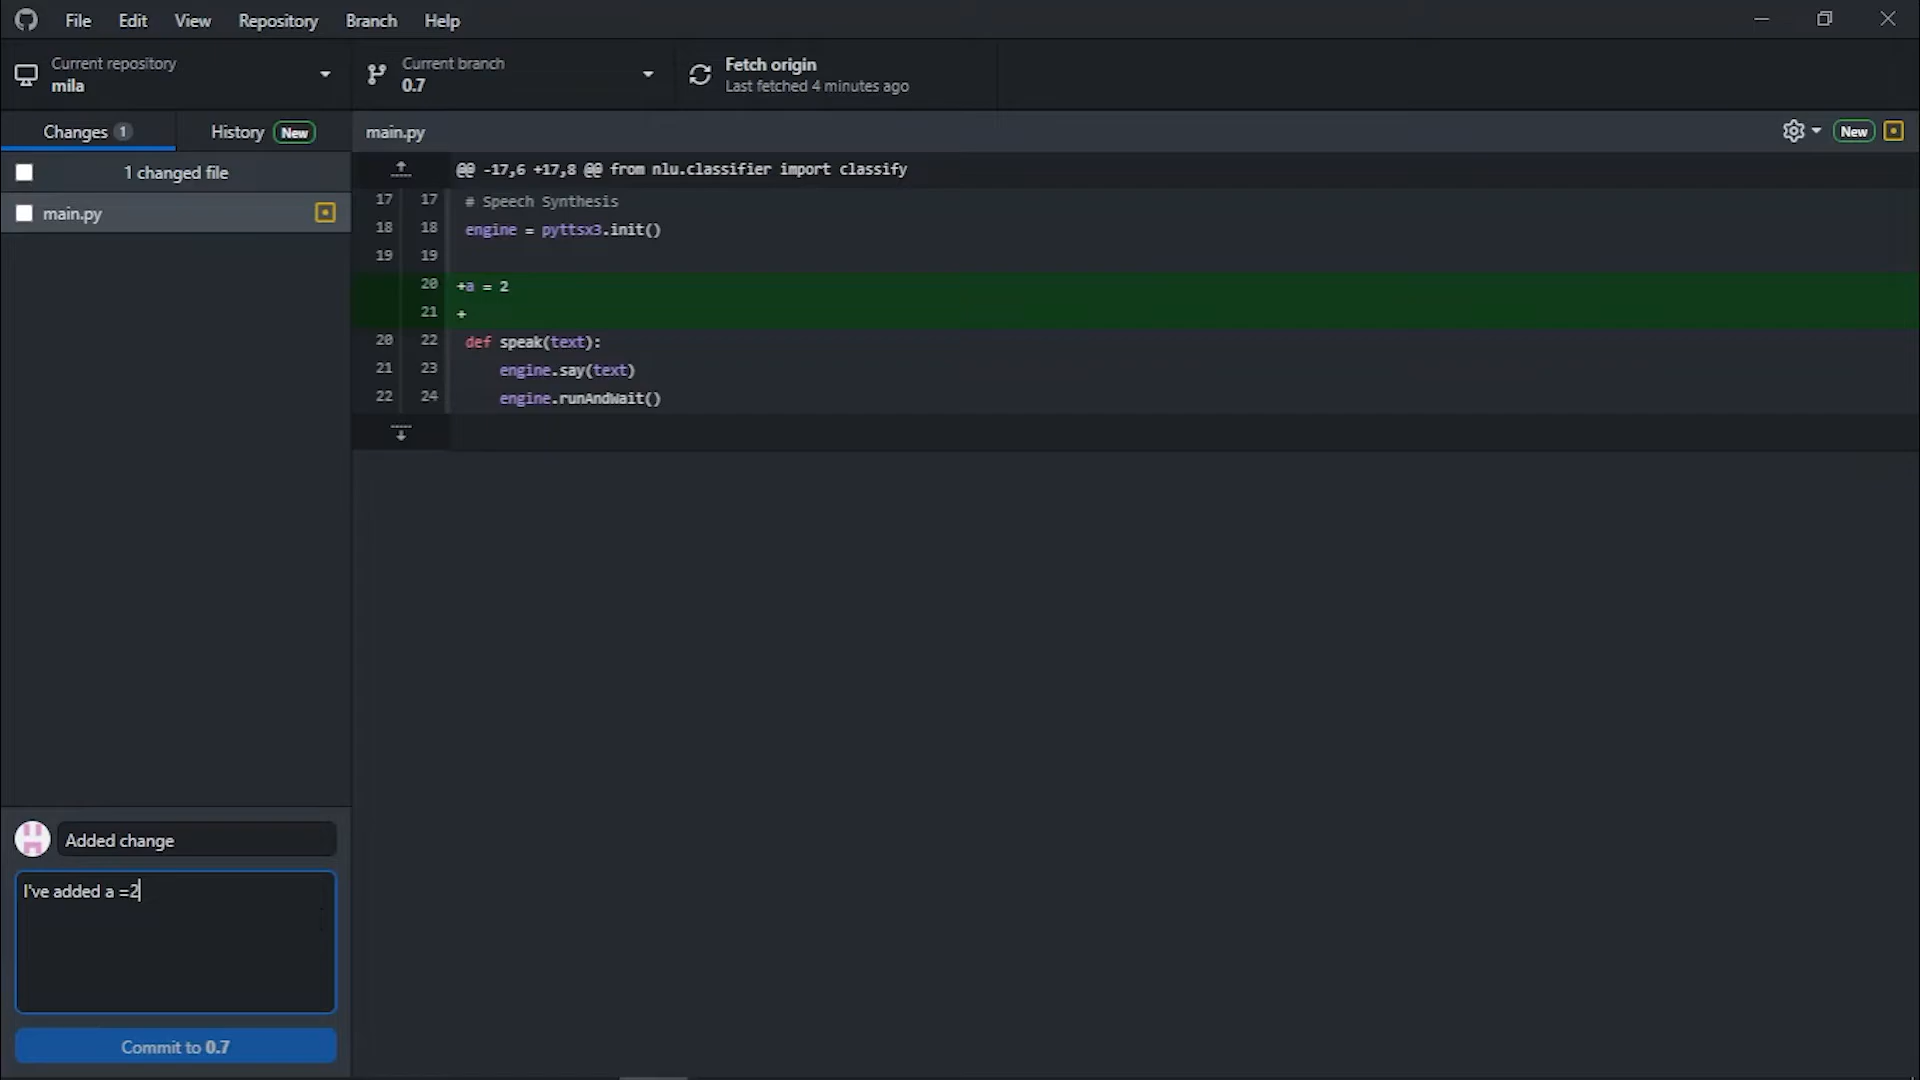 File Edit View Repository Branch Help
Current repository
mila
Current branch
0.7
Fetch origin
Last fetched 4 minutes ago
Changes 1 History New
main.py New
1 changed file
main.py
@@ -17,6 +17,8 @@ from nlu.classifier import classify
17 17 # Speech Synthesis
18 18 engine = pyttsx3.init()
19 19
20 +a = 2
21 +
20 22 def speak(text):
21 23 engine.say(text)
22 24 engine.runAndWait()
Added change
I've added a =2
Commit to 0.7